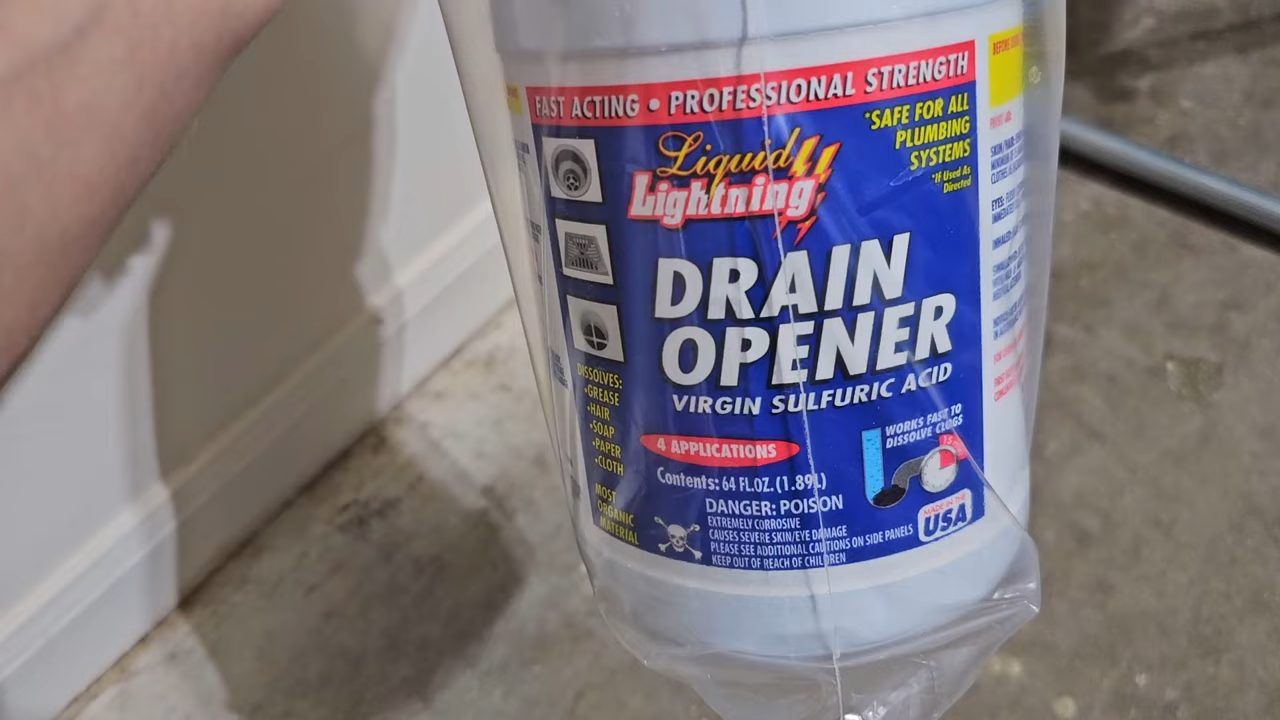 FAST ACTING • PROFESSIONAL STRENGTH
Liquid
Lightning
*SAFE FOR ALL
PLUMBING
SYSTEMS
*If Used As
Directed
DRAIN
OPENER
VIRGIN SULFURIC ACID
DISSOLVES:
•GREASE
•HAIR
•SOAP
•PAPER
•CLOTH
MOST
ORGANIC
MATERIAL
4 APPLICATIONS
Contents: 64 FL.OZ. (1.89L)
WORKS FAST TO
DISSOLVE CLOGS
15
DANGER: POISON
EXTREMELY CORROSIVE
CAUSES SEVERE SKIN/EYE DAMAGE
PLEASE SEE ADDITIONAL CAUTIONS ON SIDE PANELS
KEEP OUT OF REACH OF CHILDREN
MADE IN THE
USA
EYES: